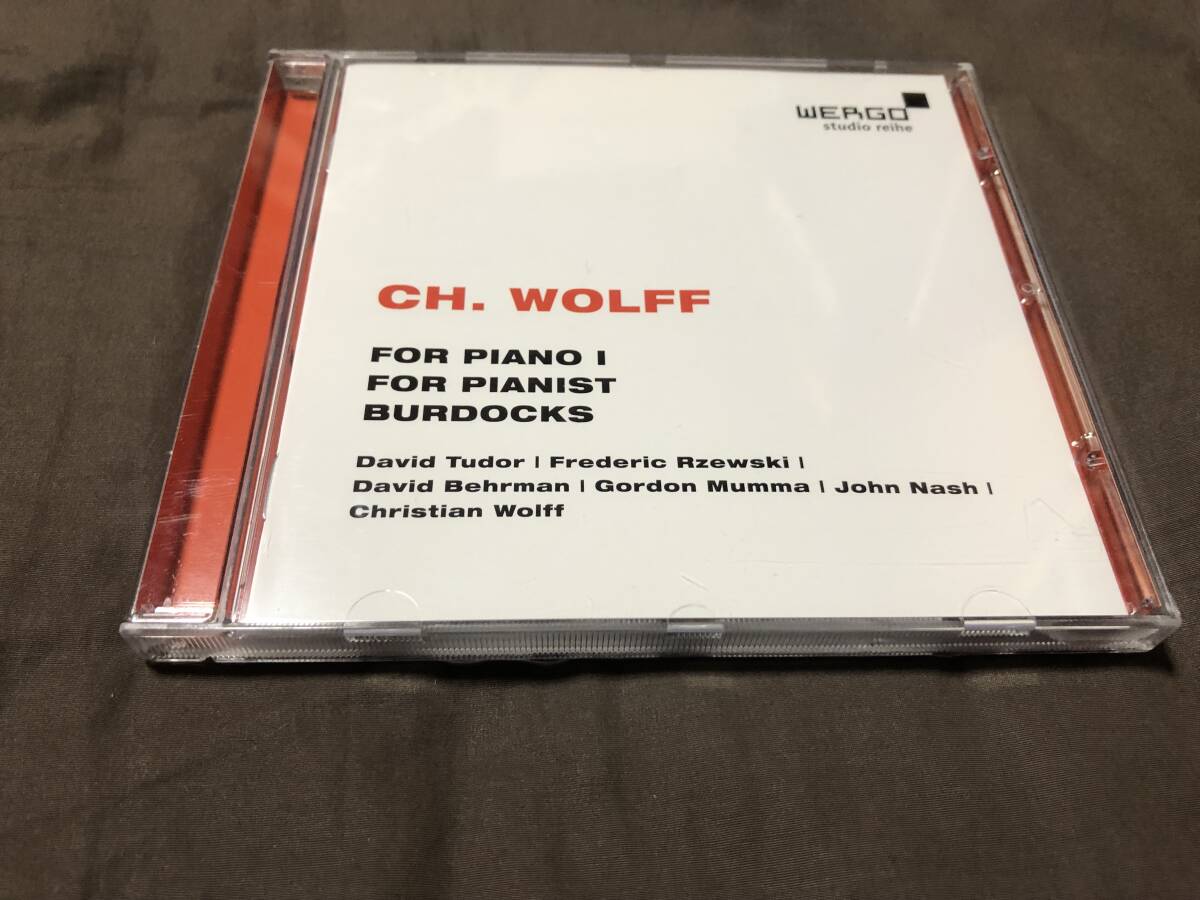 WERGO
studio reihe
CH. WOLFF
FOR PIANO I
FOR PIANIST
BURDOCKS
David Tudor | Frederic Rzewski |
David Behrman | Gordon Mumma | John Nash |
Christian Wolff